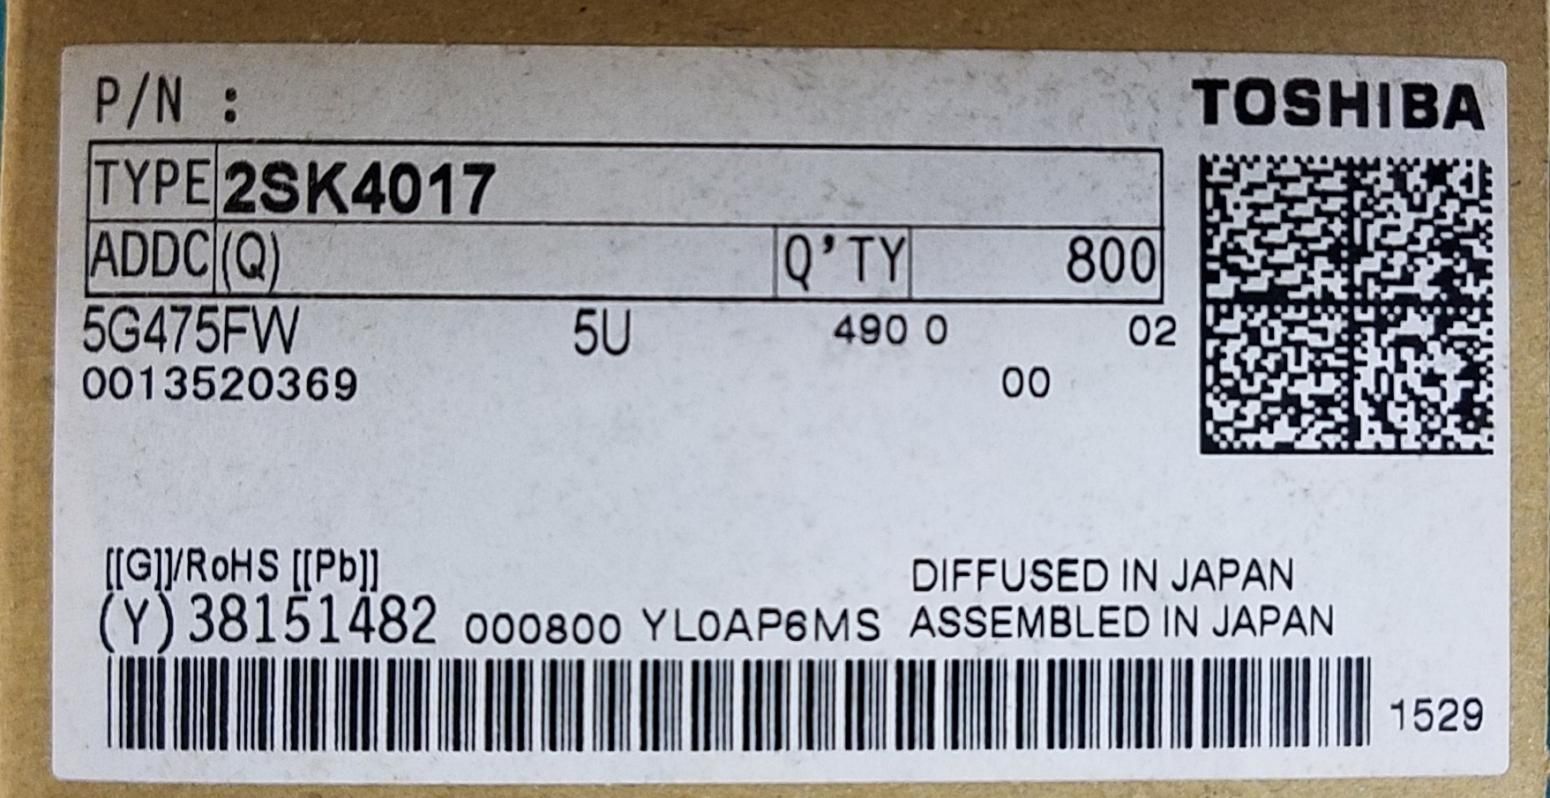 P/N :
TOSHIBA
TYPE 2SK4017
ADDC (Q) Q'TY 800
5G475FW 5U 490 0 02
0013520369 00
[[G]]/RoHS [[Pb]]
DIFFUSED IN JAPAN
(Y) 38151482 000800 YL0AP6MS ASSEMBLED IN JAPAN
1529